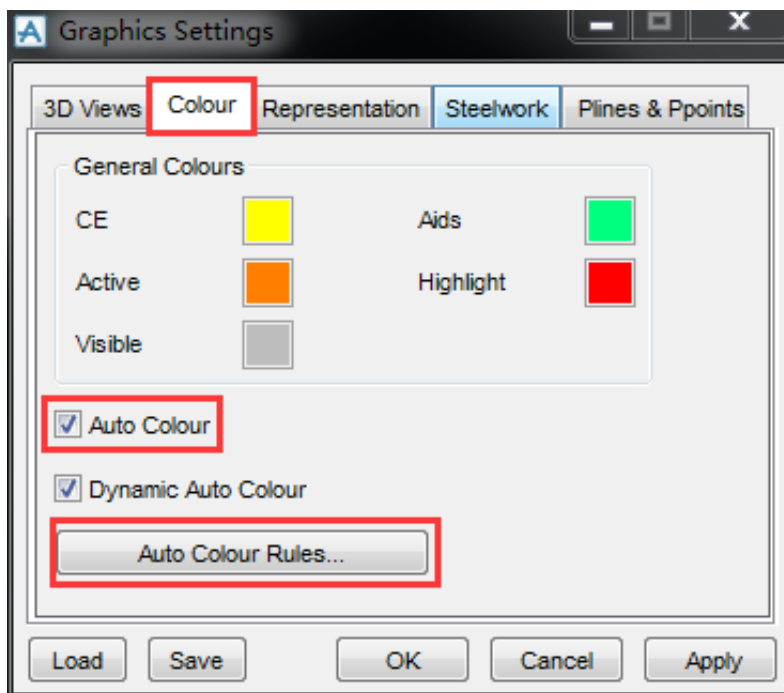 Graphics Settings
3D Views Colour Representation Steelwork Plines & Ppoints
General Colours
CE Aids
Active Highlight
Visible
Auto Colour
Dynamic Auto Colour
Auto Colour Rules...
Load Save OK Cancel Apply